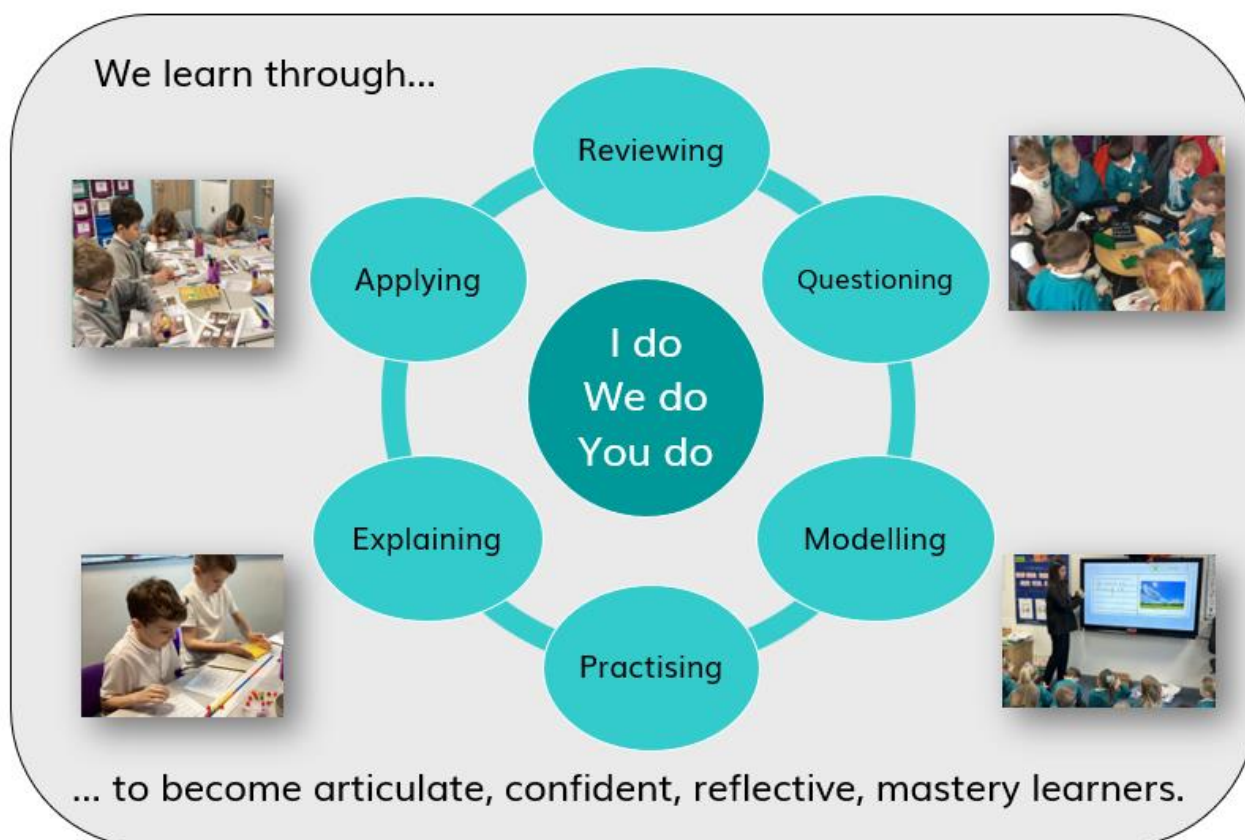 We learn through...
Reviewing
Questioning
Modelling
Practising
Explaining
Applying
I do
We do
You do
... to become articulate, confident, reflective, mastery learners.